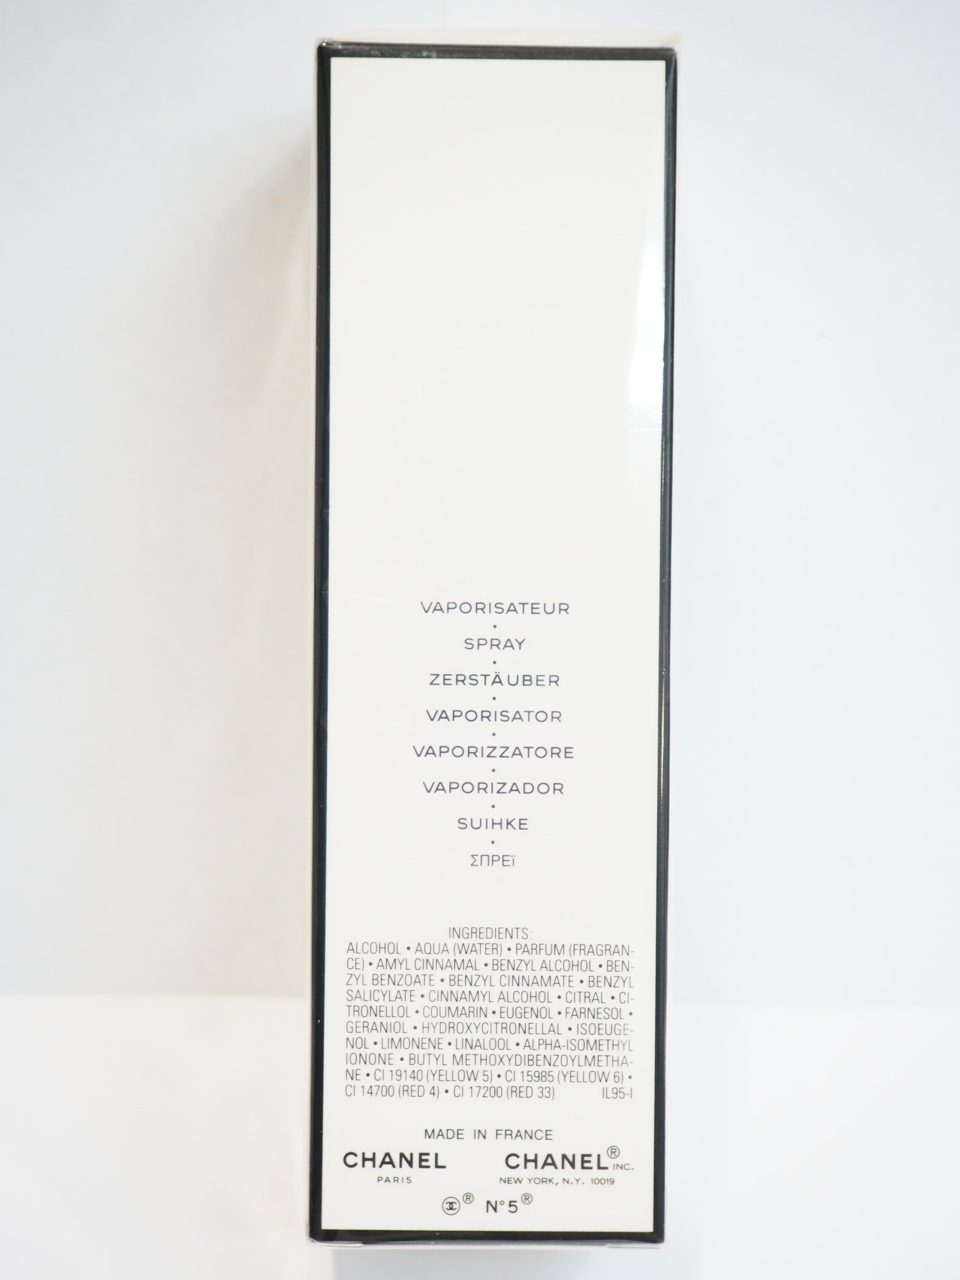 VAPORISATEUR
•
SPRAY
•
ZERSTÄUBER
•
VAPORISATOR
•
VAPORIZZATORE
•
VAPORIZADOR
•
SUIHKE
•
ΣΠΡΕϊ
INGREDIENTS:
ALCOHOL • AQUA (WATER) • PARFUM (FRAGRAN-
CE) • AMYL CINNAMAL • BENZYL ALCOHOL • BEN-
ZYL BENZOATE • BENZYL CINNAMATE • BENZYL
SALICYLATE • CINNAMYL ALCOHOL • CITRAL • CI-
TRONELLOL • COUMARIN • EUGENOL • FARNESOL •
GERANIOL • HYDROXYCITRONELLAL • ISOEUGE-
NOL • LIMONENE • LINALOOL • ALPHA-ISOMETHYL
IONONE • BUTYL METHOXYDIBENZOYLMETHA-
NE • CI 19140 (YELLOW 5) • CI 15985 (YELLOW 6) •
CI 14700 (RED 4) • CI 17200 (RED 33) IL95-I
MADE IN FRANCE
CHANEL CHANEL® INC.
PARIS NEW YORK, N.Y. 10019
® N°5®